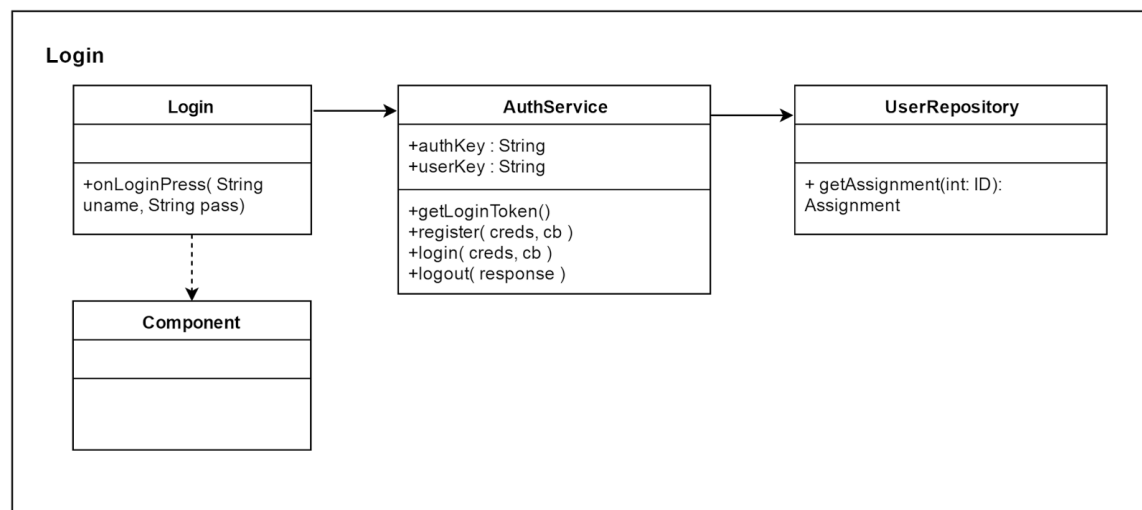 Login
Login
+onLoginPress( String
uname, String pass)
AuthService
+authKey : String
+userKey : String
+getLoginToken()
+register( creds, cb )
+login( creds, cb )
+logout( response )
UserRepository
+ getAssignment(int: ID):
Assignment
Component